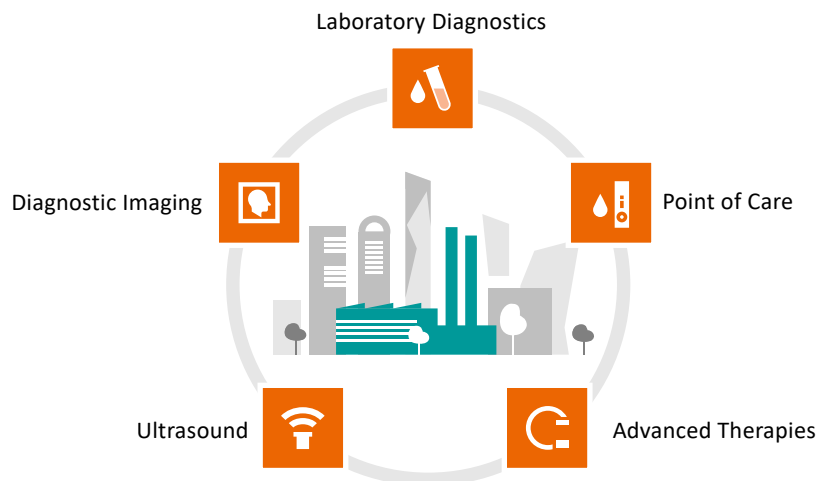 Laboratory Diagnostics
Diagnostic Imaging
Point of Care
Ultrasound
Advanced Therapies